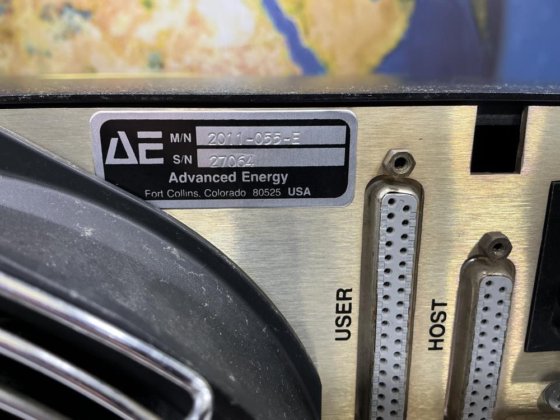 AE
M/N 2011-055-E
S/N 27064
Advanced Energy
Fort Collins, Colorado 80525 USA
USER
HOST